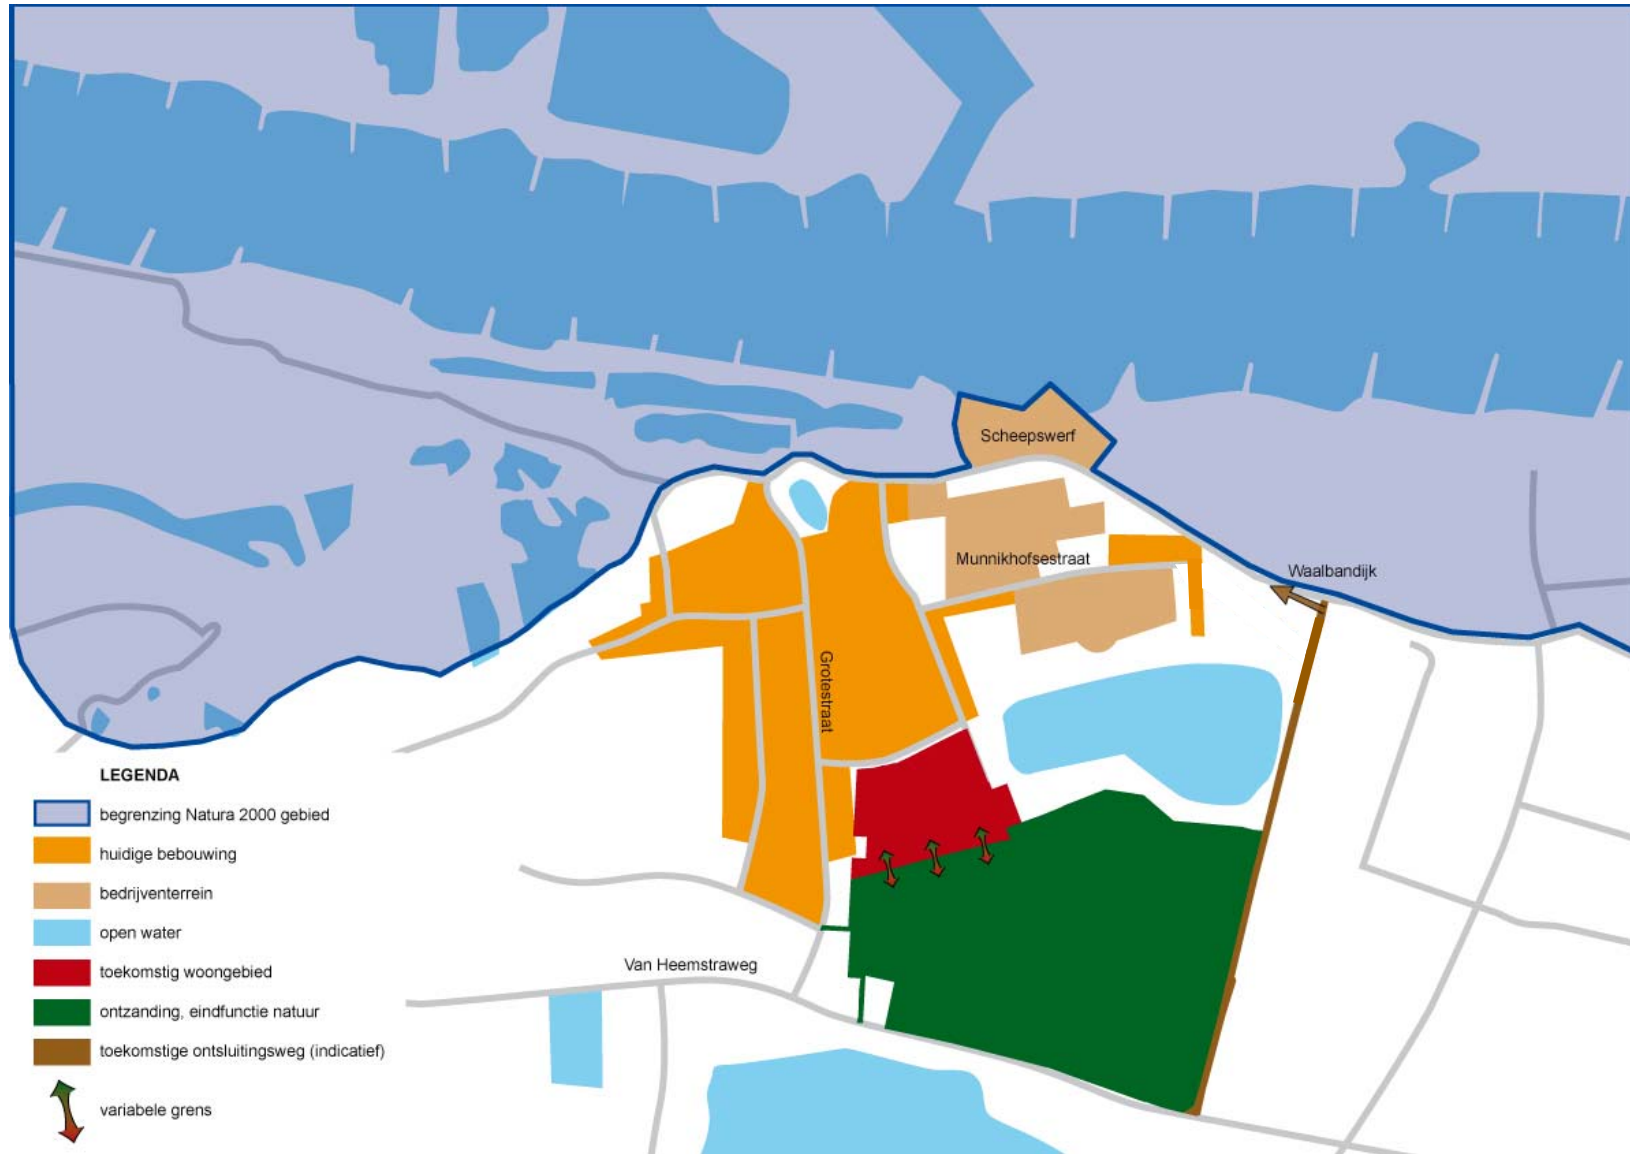 Scheepswerf
Munnikhofsestraat
Waalbandijk
Grotestraat
Van Heemstraweg
LEGENDA
begrenzing Natura 2000 gebied
huidige bebouwing
bedrijventerrein
open water
toekomstig woongebied
ontzanding, eindfunctie natuur
toekomstige ontsluitingsweg (indicatief)
variabele grens